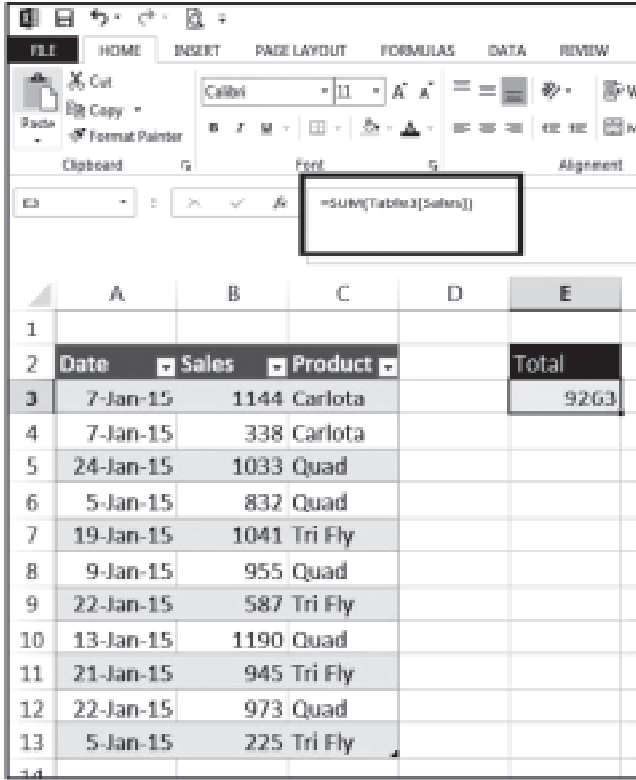 FILE HOME INSERT PAGE LAYOUT FORMULAS DATA REVIEW
Cut
Calibri 11 A A
Copy
Paste
Format Painter
B I U
Clipboard Font Alignment
E3 fx =SUM(Table3[Sales])
A B C D E
1
2 Date Sales Product Total
3 7-Jan-15 1144 Carlota 9263
4 7-Jan-15 338 Carlota
5 24-Jan-15 1033 Quad
6 5-Jan-15 832 Quad
7 19-Jan-15 1041 Tri Fly
8 9-Jan-15 955 Quad
9 22-Jan-15 587 Tri Fly
10 13-Jan-15 1190 Quad
11 21-Jan-15 945 Tri Fly
12 22-Jan-15 973 Quad
13 5-Jan-15 225 Tri Fly
14